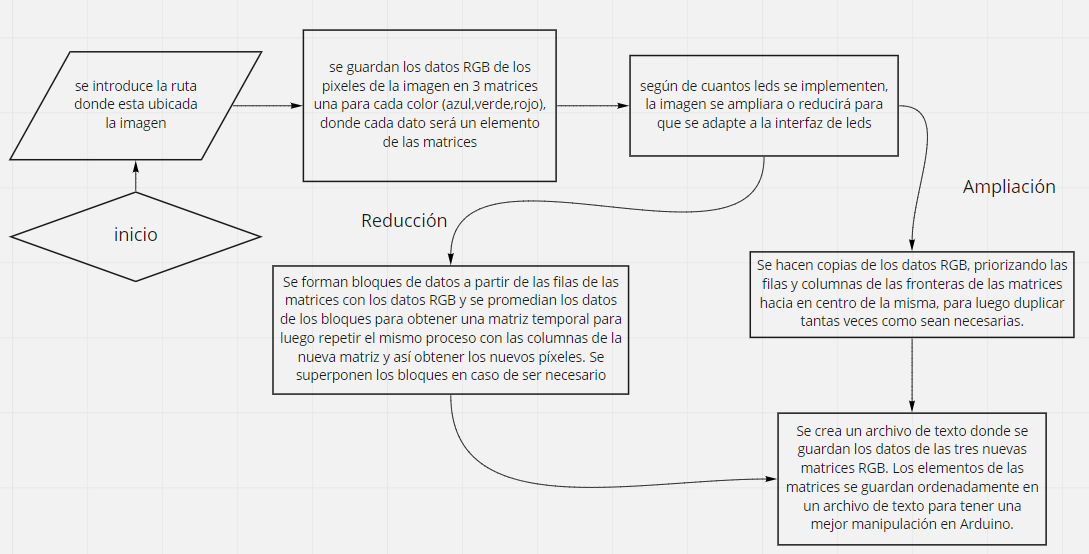 se introduce la ruta
donde esta ubicada
la imagen
inicio
se guardan los datos RGB de los
pixeles de la imagen en 3 matrices
una para cada color (azul,verde,rojo),
donde cada dato será un elemento
de las matrices
según de cuantos leds se implementen,
la imagen se ampliara o reducirá para
que se adapte a la interfaz de leds
Reducción
Ampliación
Se forman bloques de datos a partir de las filas de las
matrices con los datos RGB y se promedian los datos
de los bloques para obtener una matriz temporal para
luego repetir el mismo proceso con las columnas de la
nueva matriz y así obtener los nuevos píxeles. Se
superponen los bloques en caso de ser necesario
Se hacen copias de los datos RGB, priorizando las
filas y columnas de las fronteras de las matrices
hacia en centro de la misma, para luego duplicar
tantas veces como sean necesarias.
Se crea un archivo de texto donde se
guardan los datos de las tres nuevas
matrices RGB. Los elementos de las
matrices se guardan ordenadamente en
un archivo de texto para tener una
mejor manipulación en Arduino.